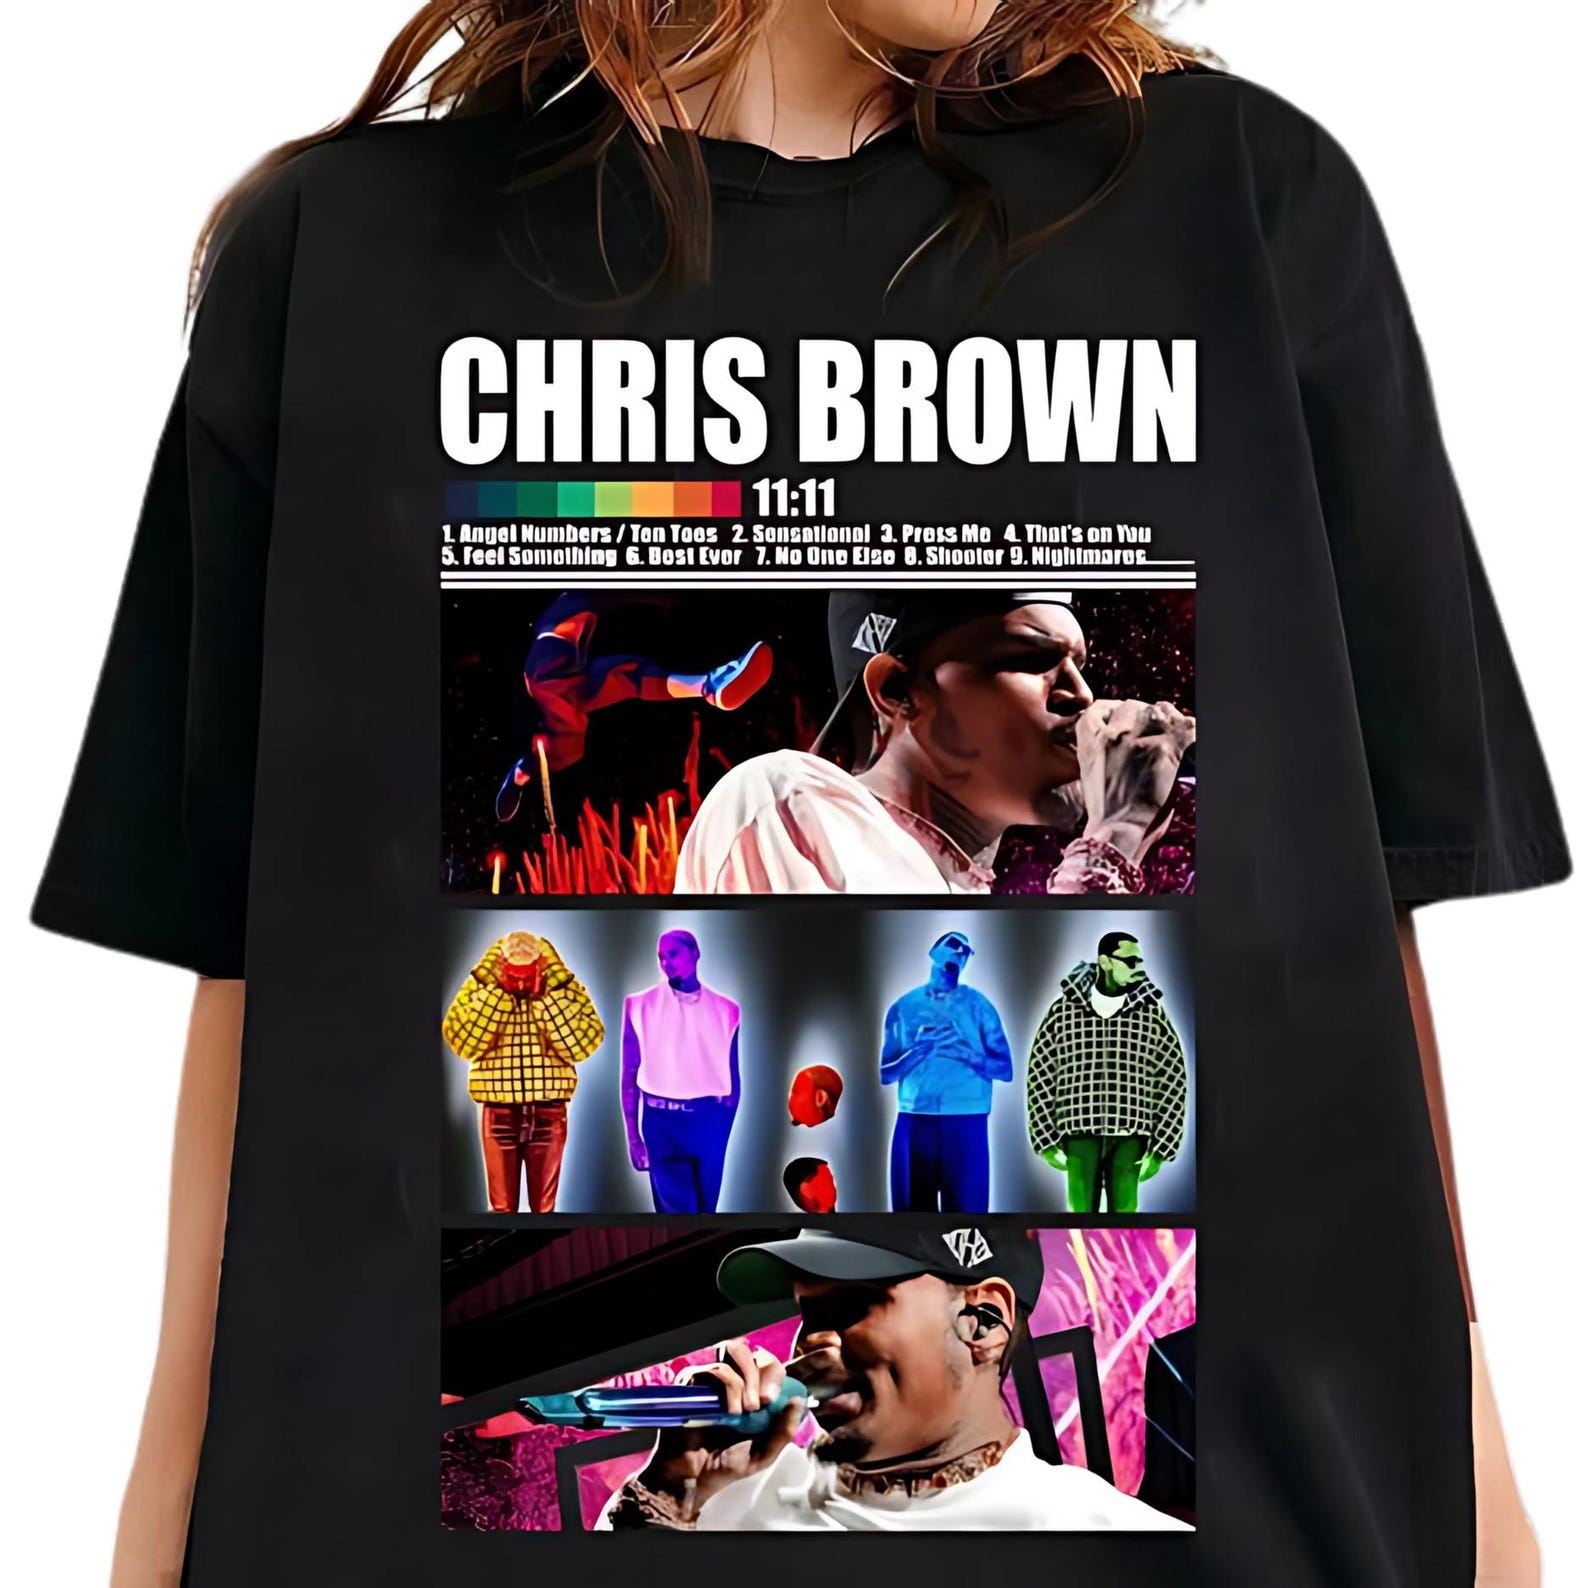 CHRIS BROWN
11:11
1. Angel Numbers / Ten Toes 2. Sensational 3. Press Me 4. That's on You
5. Feel Something 6. Best Ever 7. No One Else 8. Shooter 9. Nightmares